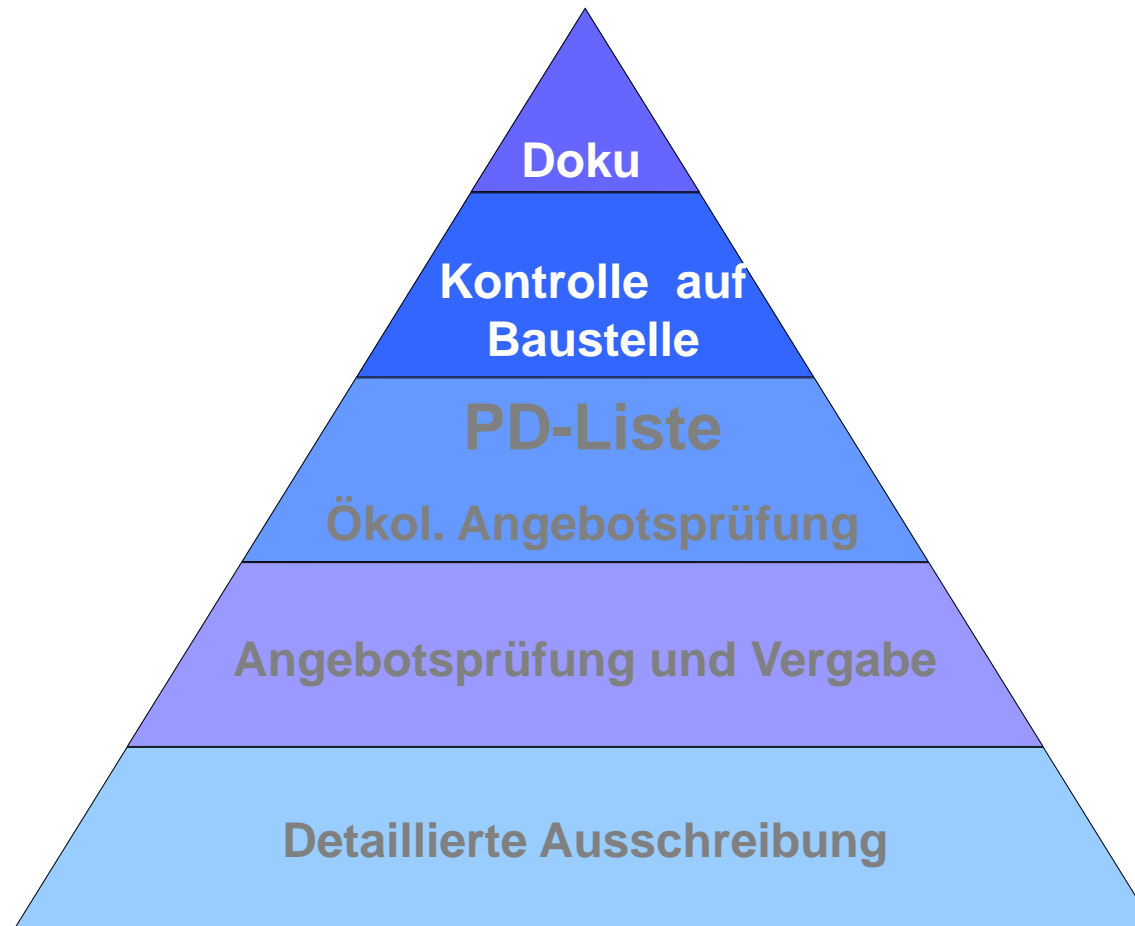 Doku
Kontrolle auf
Baustelle
PD-Liste
Ökol. Angebotsprüfung
Angebotsprüfung und Vergabe
Detaillierte Ausschreibung